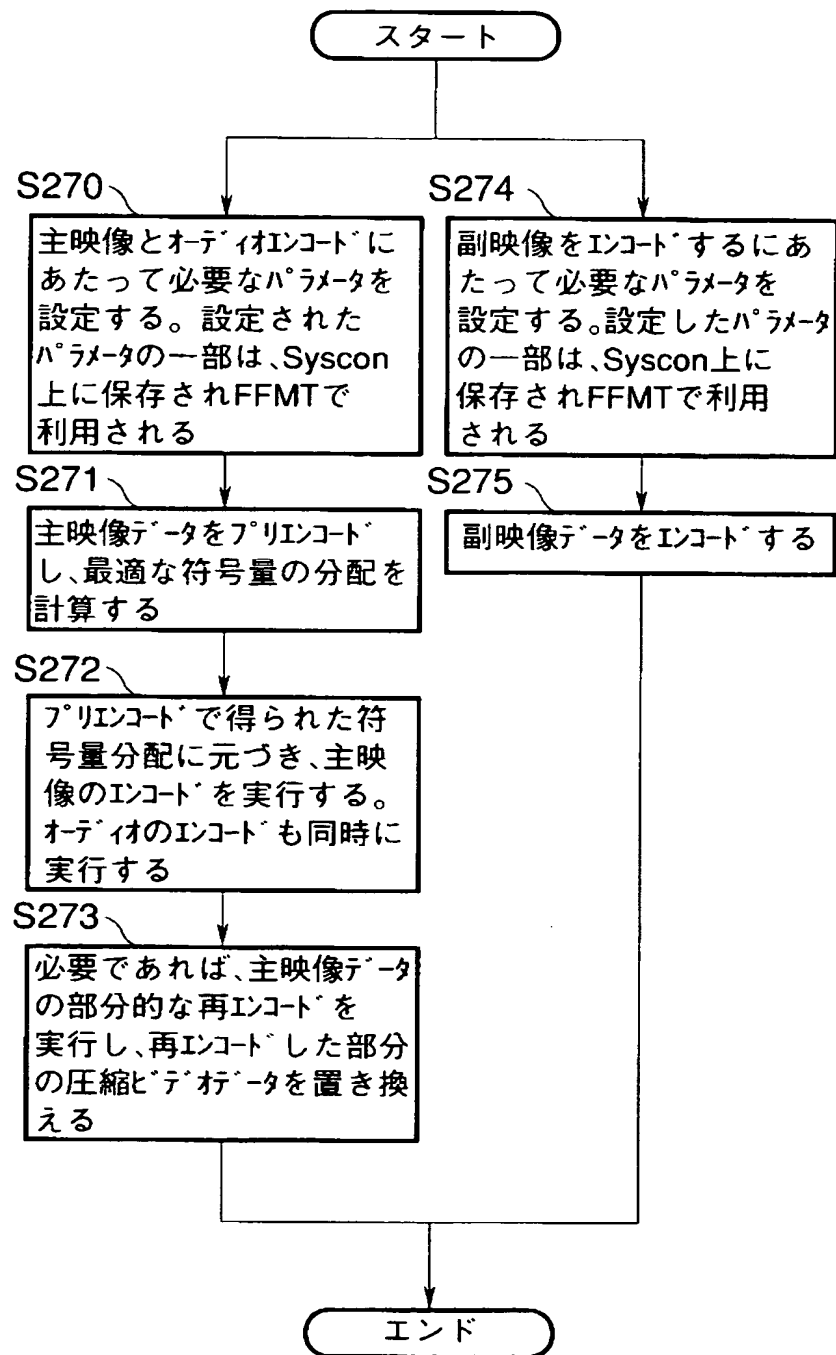 スタート
S270
主映像とオーディオエンコードに
あたって必要なパラメータを
設定する。設定された
パラメータの一部は、Syscon
上に保存されFFMTで
利用される
S271
主映像データをプリエンコード
し、最適な符号量の分配を
計算する
S272
プリエンコードで得られた符
号量分配に元づき、主映
像のエンコードを実行する。
オーディオのエンコードも同時に
実行する
S273
必要であれば、主映像データ
の部分的な再エンコードを
実行し、再エンコードした部分
の圧縮ビデオデータを置き換
える
S274
副映像をエンコードするにあ
たって必要なパラメータを
設定する。設定したパラメータ
の一部は、Syscon上に
保存されFFMTで利用
される
S275
副映像データをエンコードする
エンド